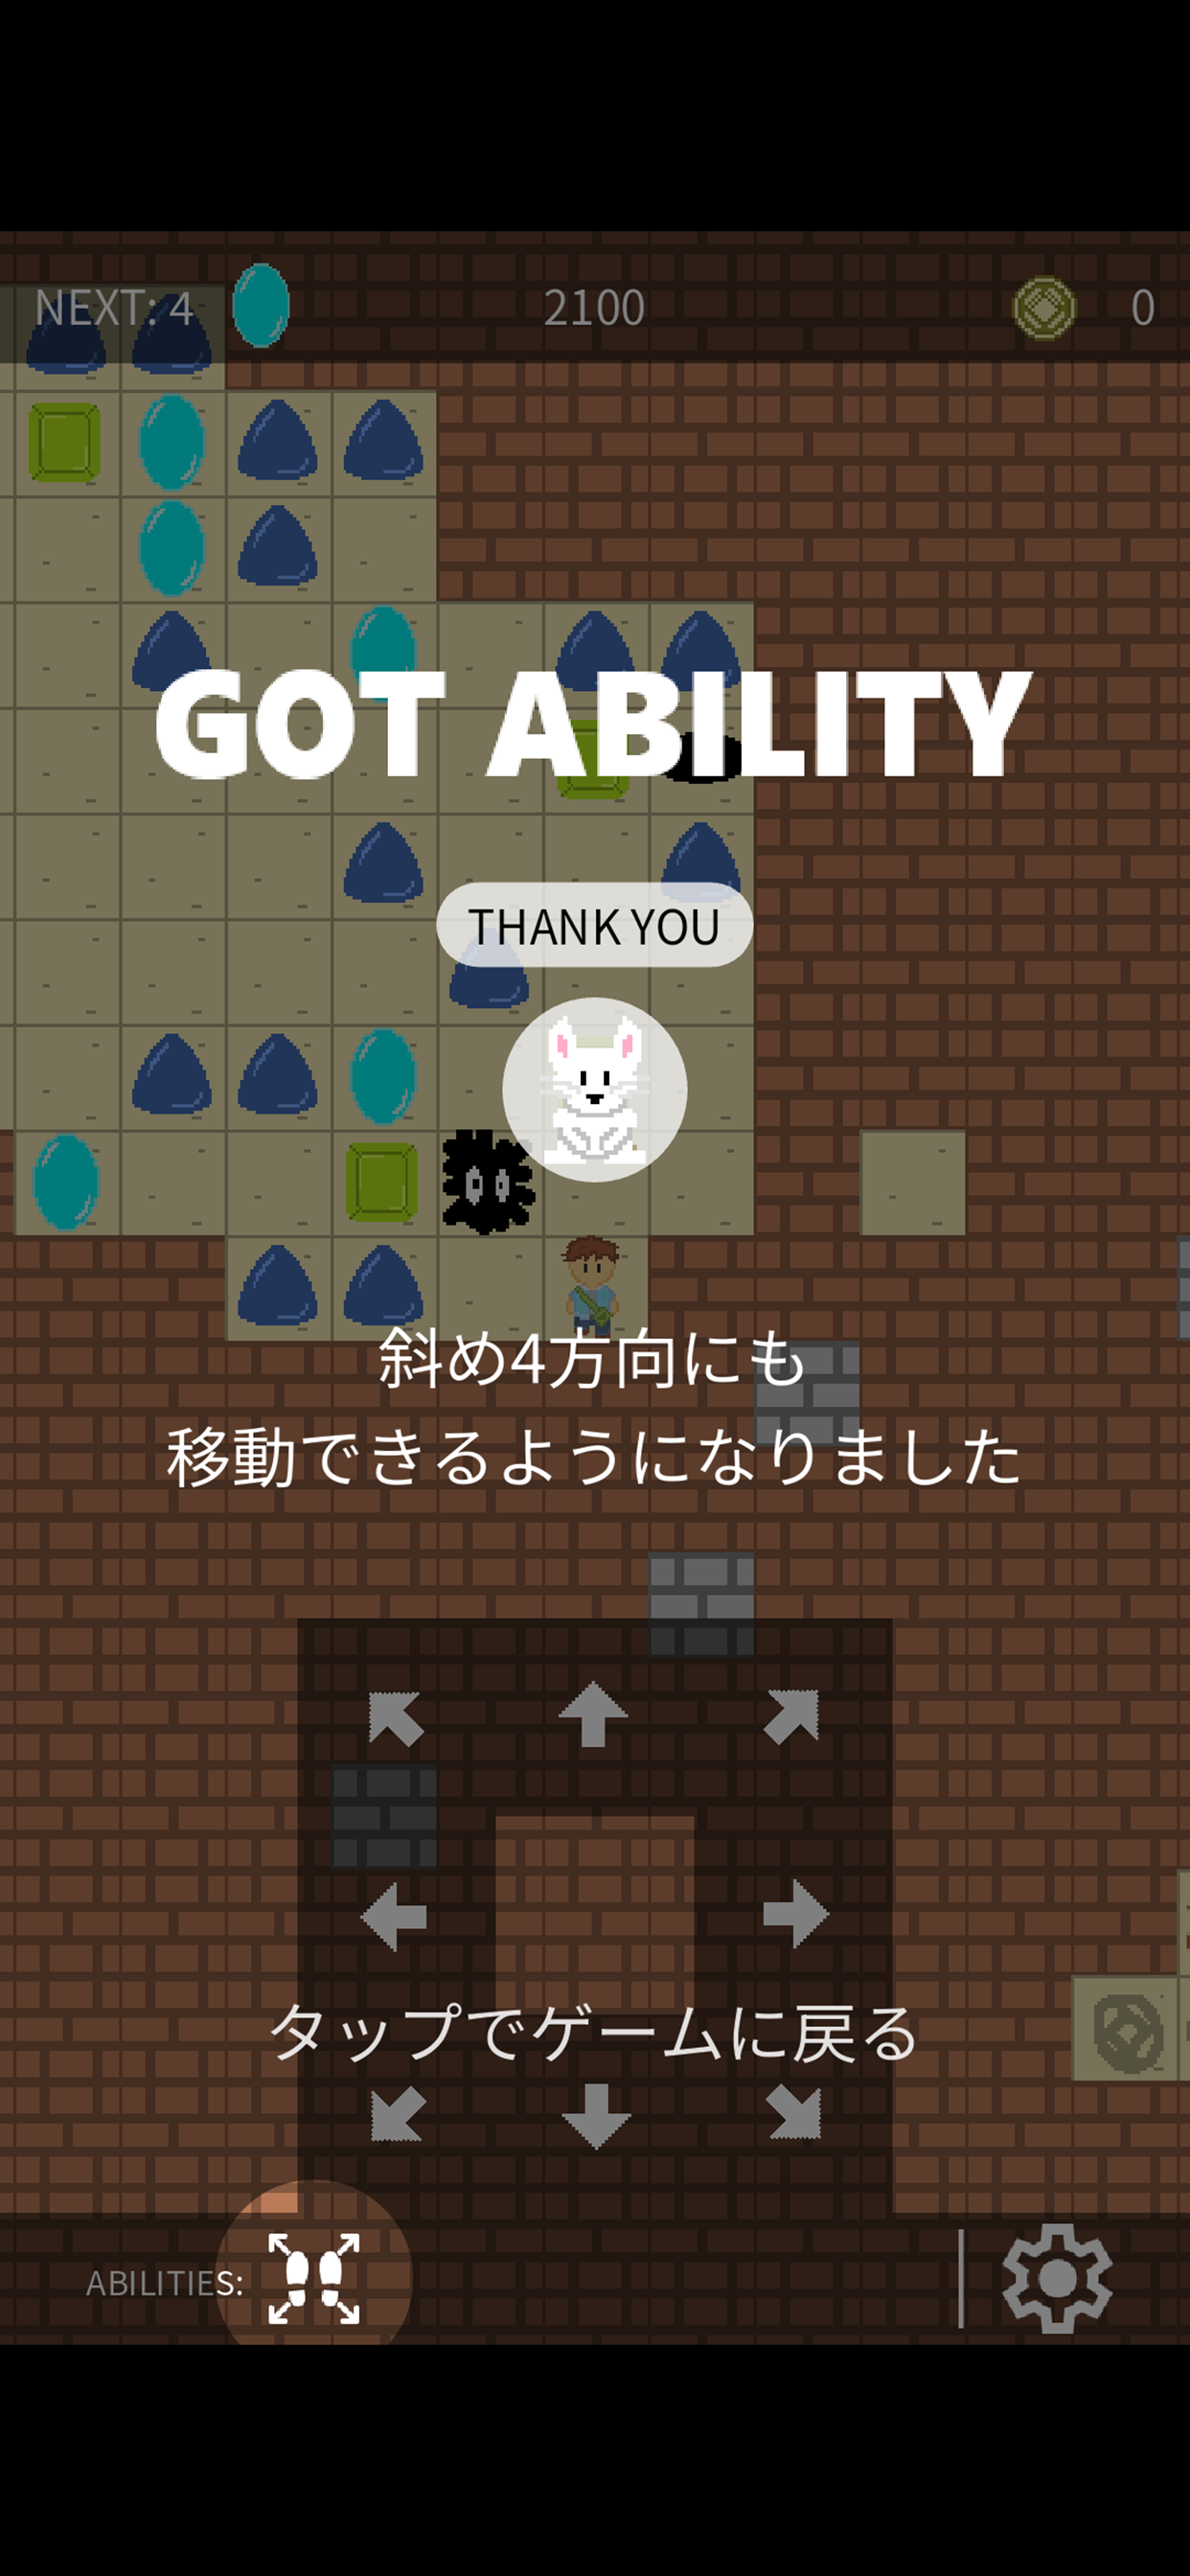 NEXT: 4
2100
0
GOT ABILITY
THANK YOU
斜め4方向にも
移動できるようになりました
タップでゲームに戻る
ABILITIES: